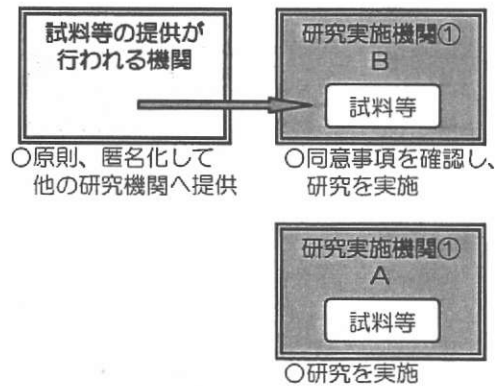 試料等の提供が
行われる機関
○原則、匿名化して
他の研究機関へ提供
研究実施機関①
B
試料等
○同意事項を確認し、
研究を実施
研究実施機関①
A
試料等
○研究を実施